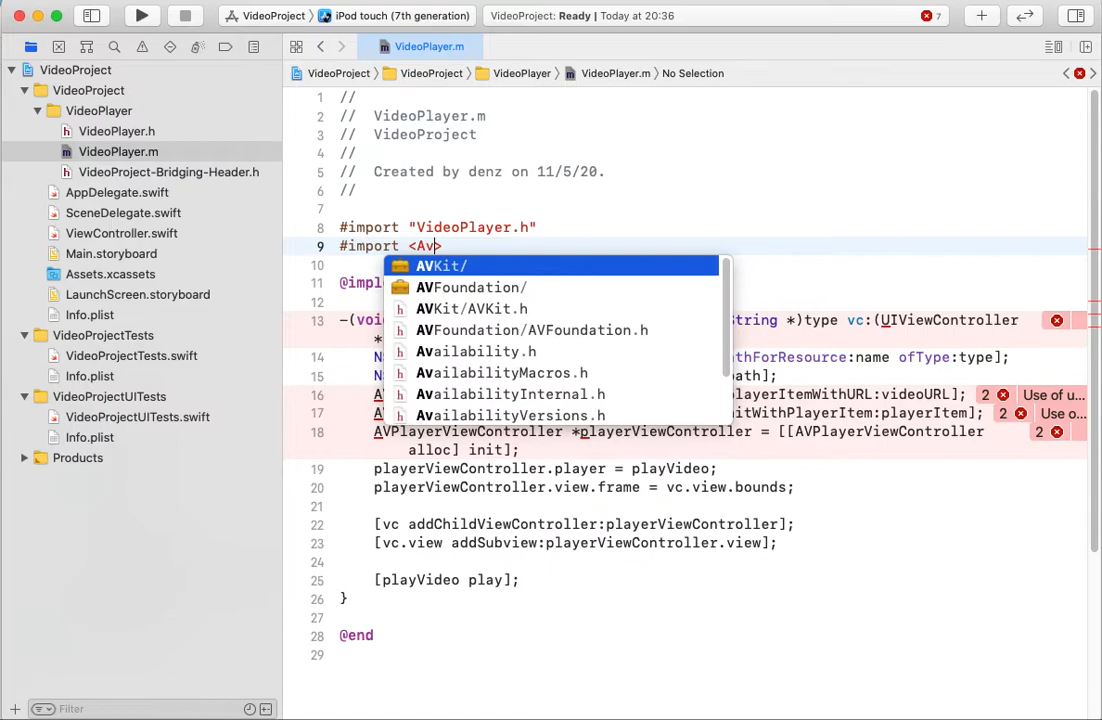 VideoProject
iPod touch (7th generation)
VideoProject: Ready | Today at 20:36
7
VideoPlayer.m
VideoProject
VideoProject
VideoPlayer
VideoPlayer.h
VideoPlayer.m
VideoProject-Bridging-Header.h
AppDelegate.swift
SceneDelegate.swift
ViewController.swift
Main.storyboard
Assets.xcassets
LaunchScreen.storyboard
Info.plist
VideoProjectTests
VideoProjectTests.swift
Info.plist
VideoProjectUITests
VideoProjectUITests.swift
Info.plist
Products
Filter
VideoProject VideoProject VideoPlayer VideoPlayer.m No Selection
1 //
2 // VideoPlayer.m
3 // VideoProject
4 //
5 // Created by denz on 11/5/20.
6 //
7
8 #import "VideoPlayer.h"
9 #import <Av>
10
11 @impl
12
13 -(voi String *)type vc:(UIViewController
*
14 NS athForResource:name ofType:type];
15 NS path];
16 AV playerItemWithURL:videoURL]; 2 Use of u...
17 AV nitWithPlayerItem:playerItem]; 2 Use o...
18 AVPlayerViewController *playerViewController = [[AVPlayerViewController 2
alloc] init];
19 playerViewController.player = playVideo;
20 playerViewController.view.frame = vc.view.bounds;
21
22 [vc addChildViewController:playerViewController];
23 [vc.view addSubview:playerViewController.view];
24
25 [playVideo play];
26 }
27
28 @end
29
AVKit/
AVFoundation/
AVKit/AVKit.h
AVFoundation/AVFoundation.h
Availability.h
AvailabilityMacros.h
AvailabilityInternal.h
AvailabilityVersions.h